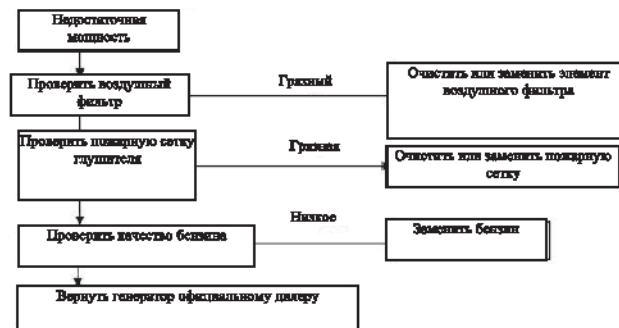 Недостаточная
мощность
Проверить воздушный
фильтр
Грязный
Очистить или заменить элемент
воздушного фильтра
Проверить пожарную сетку
глушителя
Грязная
Очистить или заменить пожарную
сетку
Проверить качество бензина
Низкое
Заменить бензин
Вернуть генератор официальному дилеру